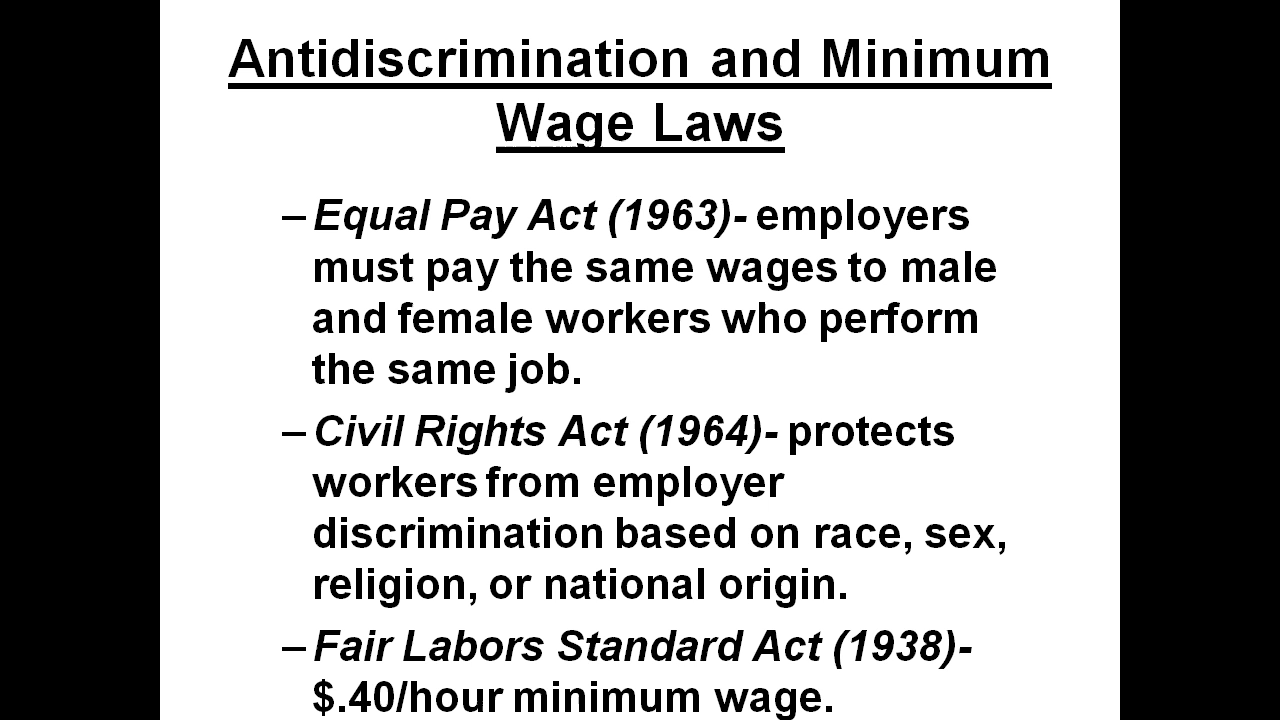 Antidiscrimination and Minimum
Wage Laws
– Equal Pay Act (1963)- employers
must pay the same wages to male
and female workers who perform
the same job.
– Civil Rights Act (1964)- protects
workers from employer
discrimination based on race, sex,
religion, or national origin.
– Fair Labors Standard Act (1938)-
$.40/hour minimum wage.